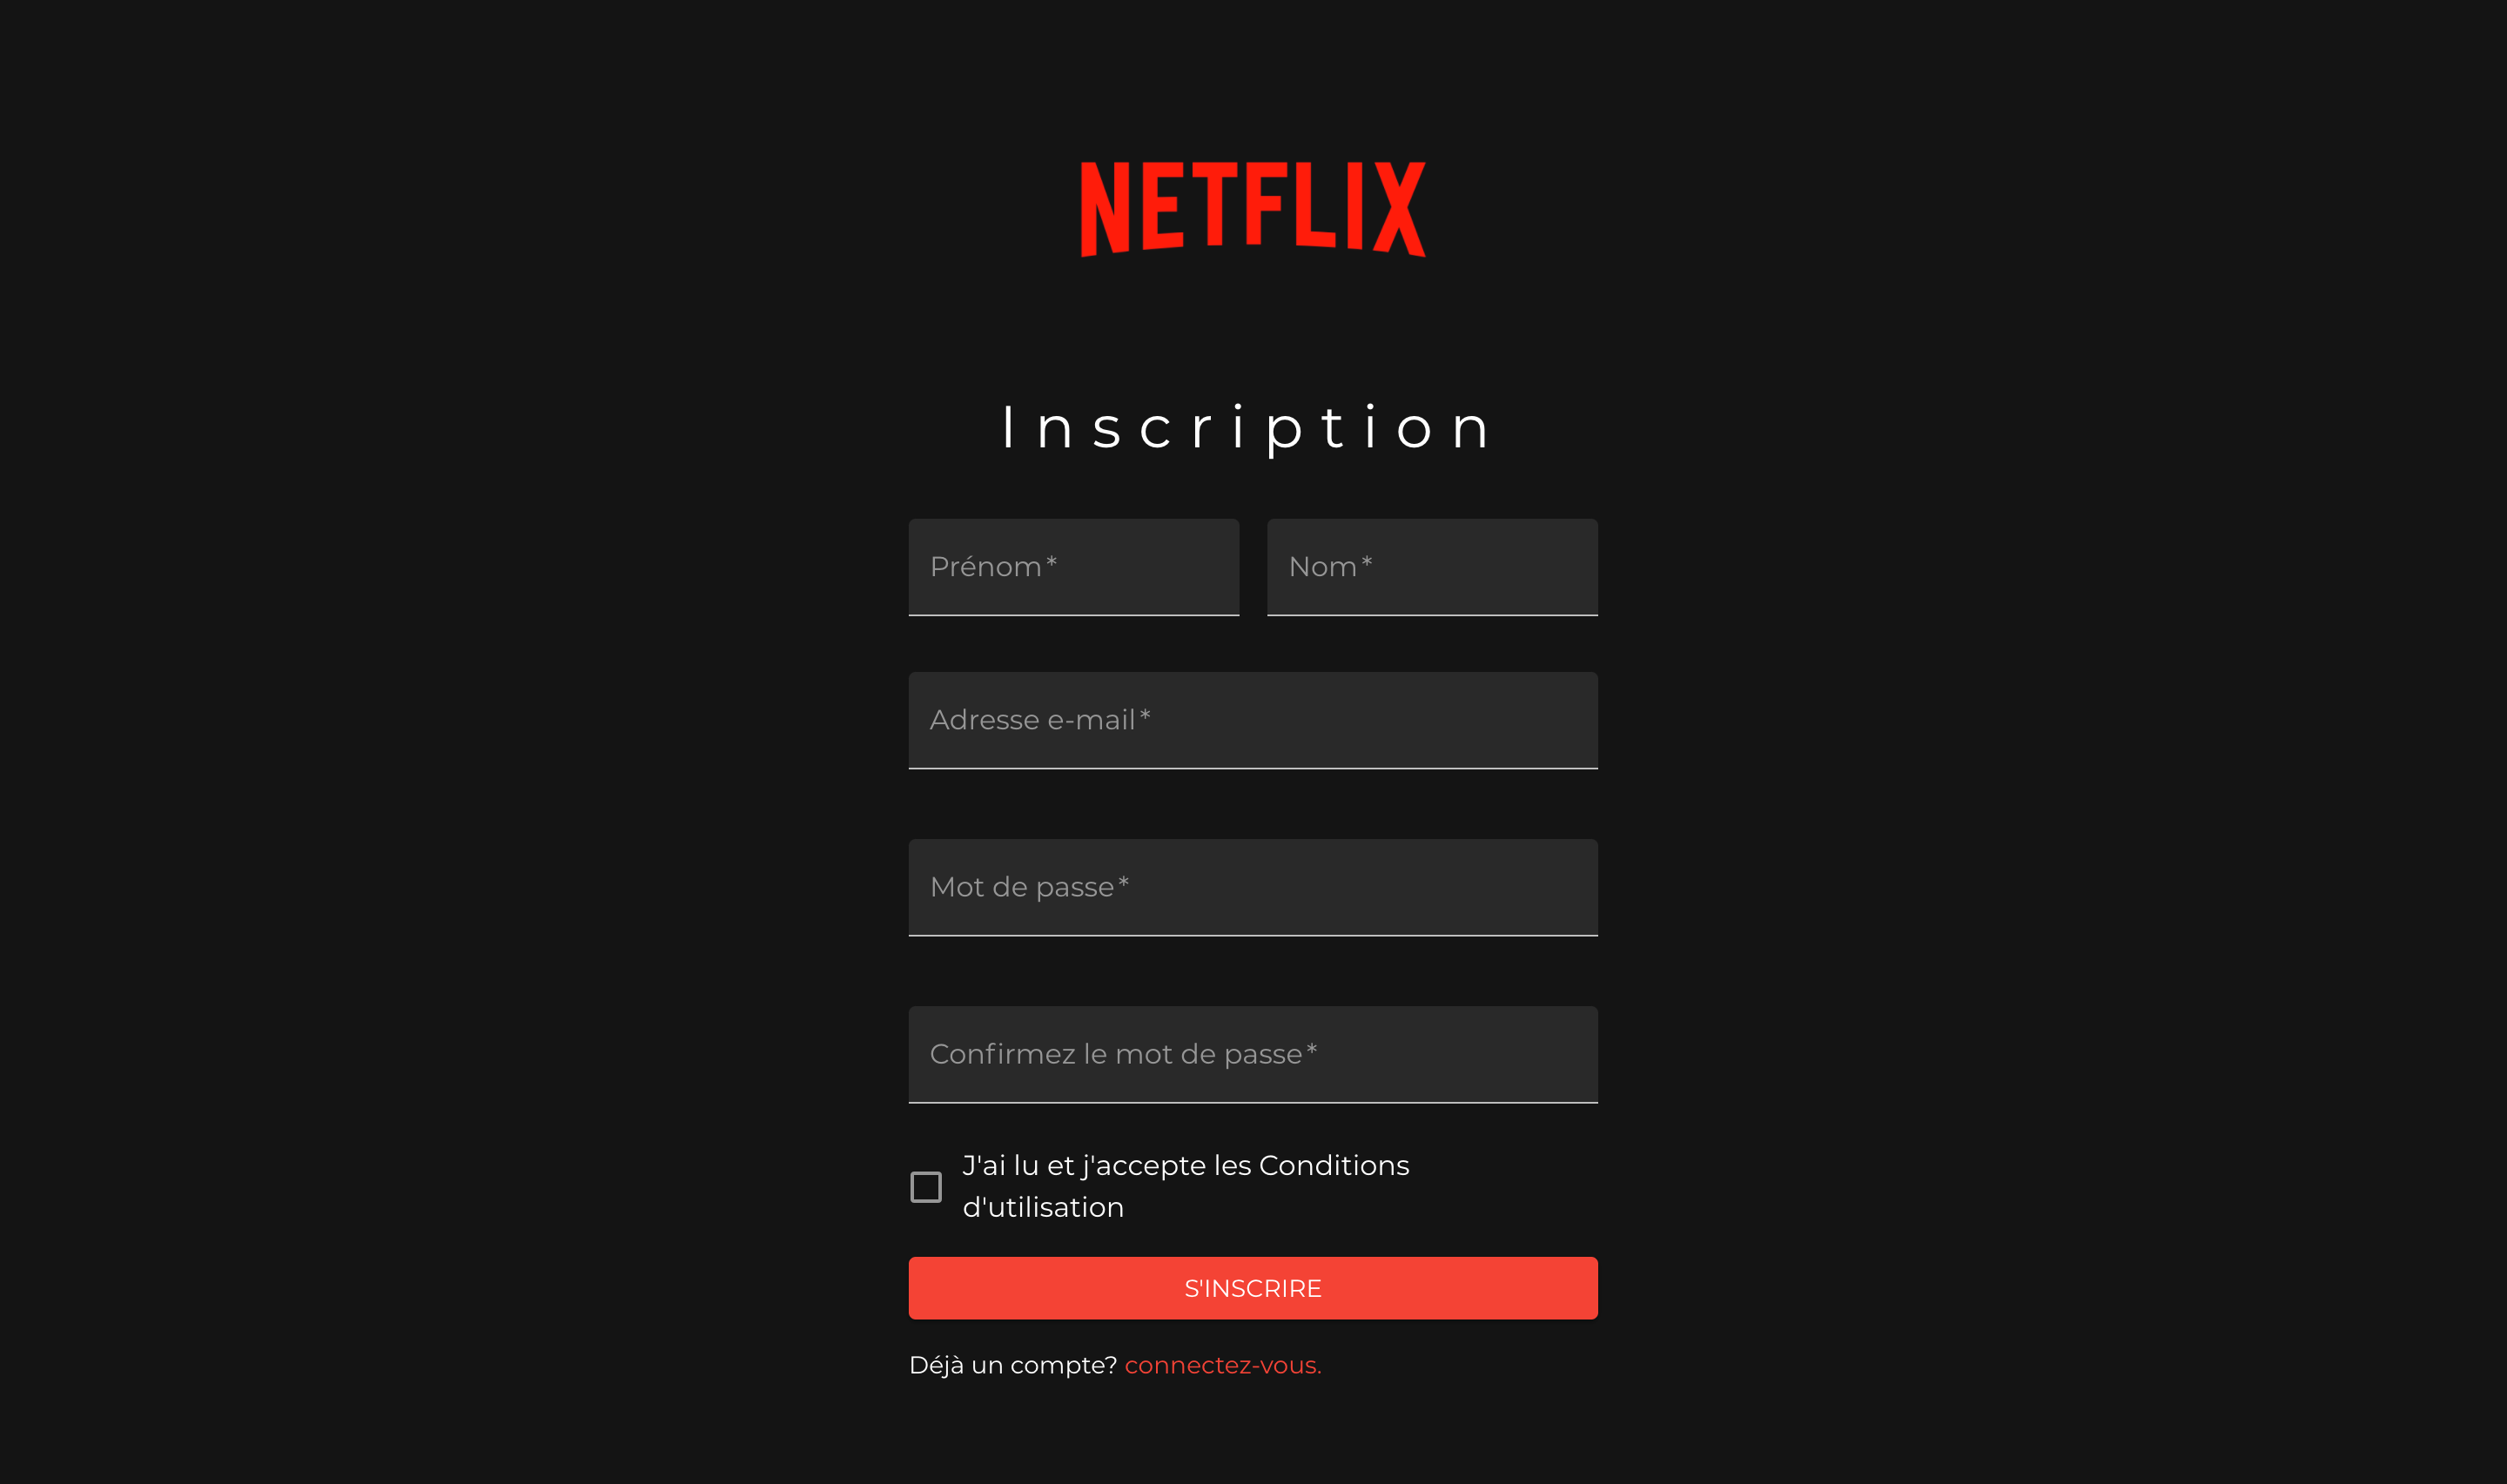 NETFLIX
Inscription
Prénom *
Nom *
Adresse e-mail *
Mot de passe *
Confirmez le mot de passe *
J'ai lu et j'accepte les Conditions
d'utilisation
S'INSCRIRE
Déjà un compte? connectez-vous.